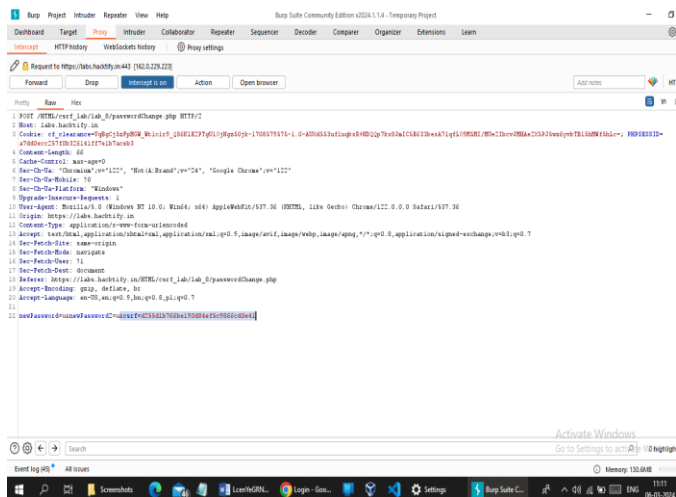 Burp Project Intruder Repeater View Help Burp Suite Community Edition v2024.1.1.4 - Temporary Project
Dashboard Target Proxy Intruder Collaborator Repeater Sequencer Decoder Comparer Organizer Extensions Learn
Intercept HTTP history WebSockets history Proxy settings
Request to https://labs.hacktify.in:443 [162.0.229.223]
Forward Drop Intercept is on Action Open browser Add notes HT
Pretty Raw Hex
1 POST /HTML/csrf_lab/lab_8/passwordChange.php HTTP/2
2 Host: labs.hacktify.in
3 Cookie: PHPSESSID=
4 Content-Length: 66
5 Cache-Control: max-age=0
6 Sec-Ch-Ua: "Chromium";v="122", "Not(A:Brand";v="24", "Google Chrome";v="122"
7 Sec-Ch-Ua-Mobile: ?0
8 Sec-Ch-Ua-Platform: "Windows"
9 Upgrade-Insecure-Requests: 1
10 User-Agent: Mozilla/5.0 (Windows NT 10.0; Win64; x64) AppleWebKit/537.36 (KHTML, like Gecko) Chrome/122.0.0.0 Safari/537.36
11 Origin: https://labs.hacktify.in
12 Content-Type: application/x-www-form-urlencoded
13 Accept: text/html,application/xhtml+xml,application/xml;q=0.9,image/avif,image/webp,image/apng,*/*;q=0.8,application/signed-exchange;v=b3;q=0.7
14 Sec-Fetch-Site: same-origin
15 Sec-Fetch-Mode: navigate
16 Sec-Fetch-User: ?1
17 Sec-Fetch-Dest: document
18 Referer: https://labs.hacktify.in/HTML/csrf_lab/lab_8/passwordChange.php
19 Accept-Encoding: gzip, deflate, br
20 Accept-Language: en-US,en;q=0.9,bn;q=0.8,pl;q=0.7
21
22
Activate Windows
Go to Settings to activate W
Search 0 highlights
Event log (45) All issues Memory: 130.6MB
Screenshots LcenYeGRN... Login - Goo... Settings Burp Suite C... ENG 11:11
06-03-2024